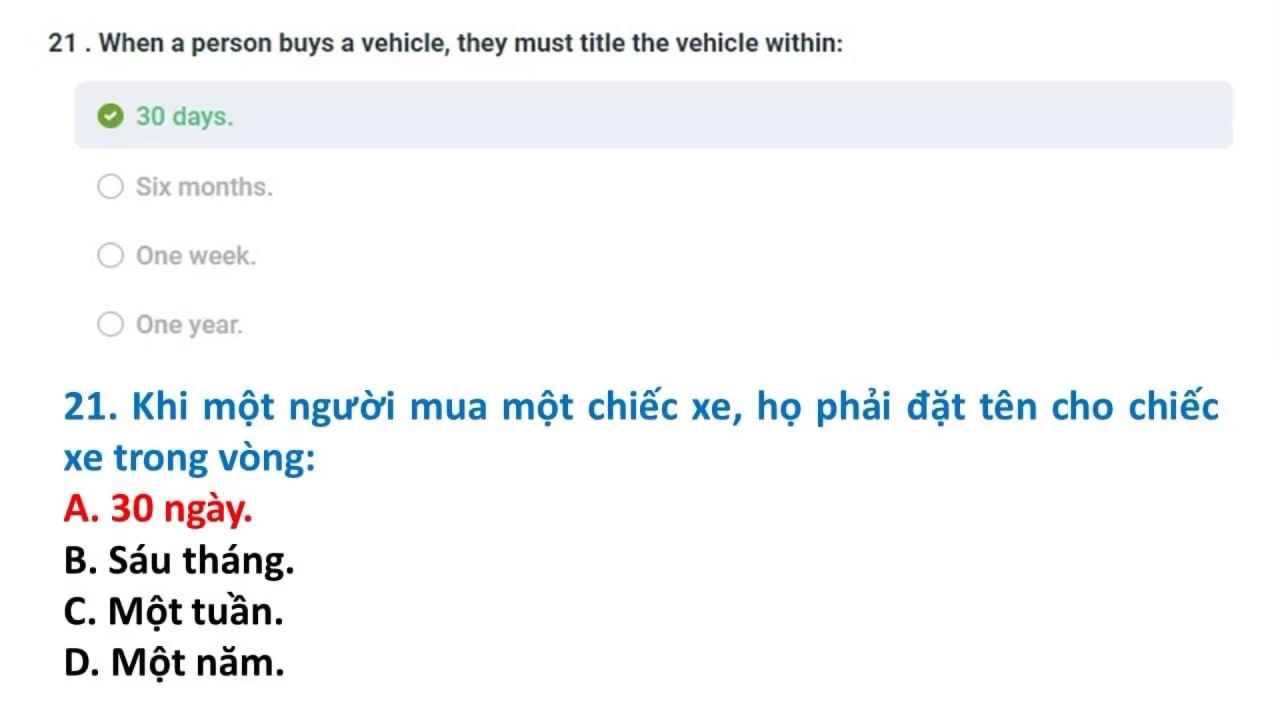 21 . When a person buys a vehicle, they must title the vehicle within:
30 days.
Six months.
One week.
One year.
21. Khi một người mua một chiếc xe, họ phải đặt tên cho chiếc
xe trong vòng:
A. 30 ngày.
B. Sáu tháng.
C. Một tuần.
D. Một năm.